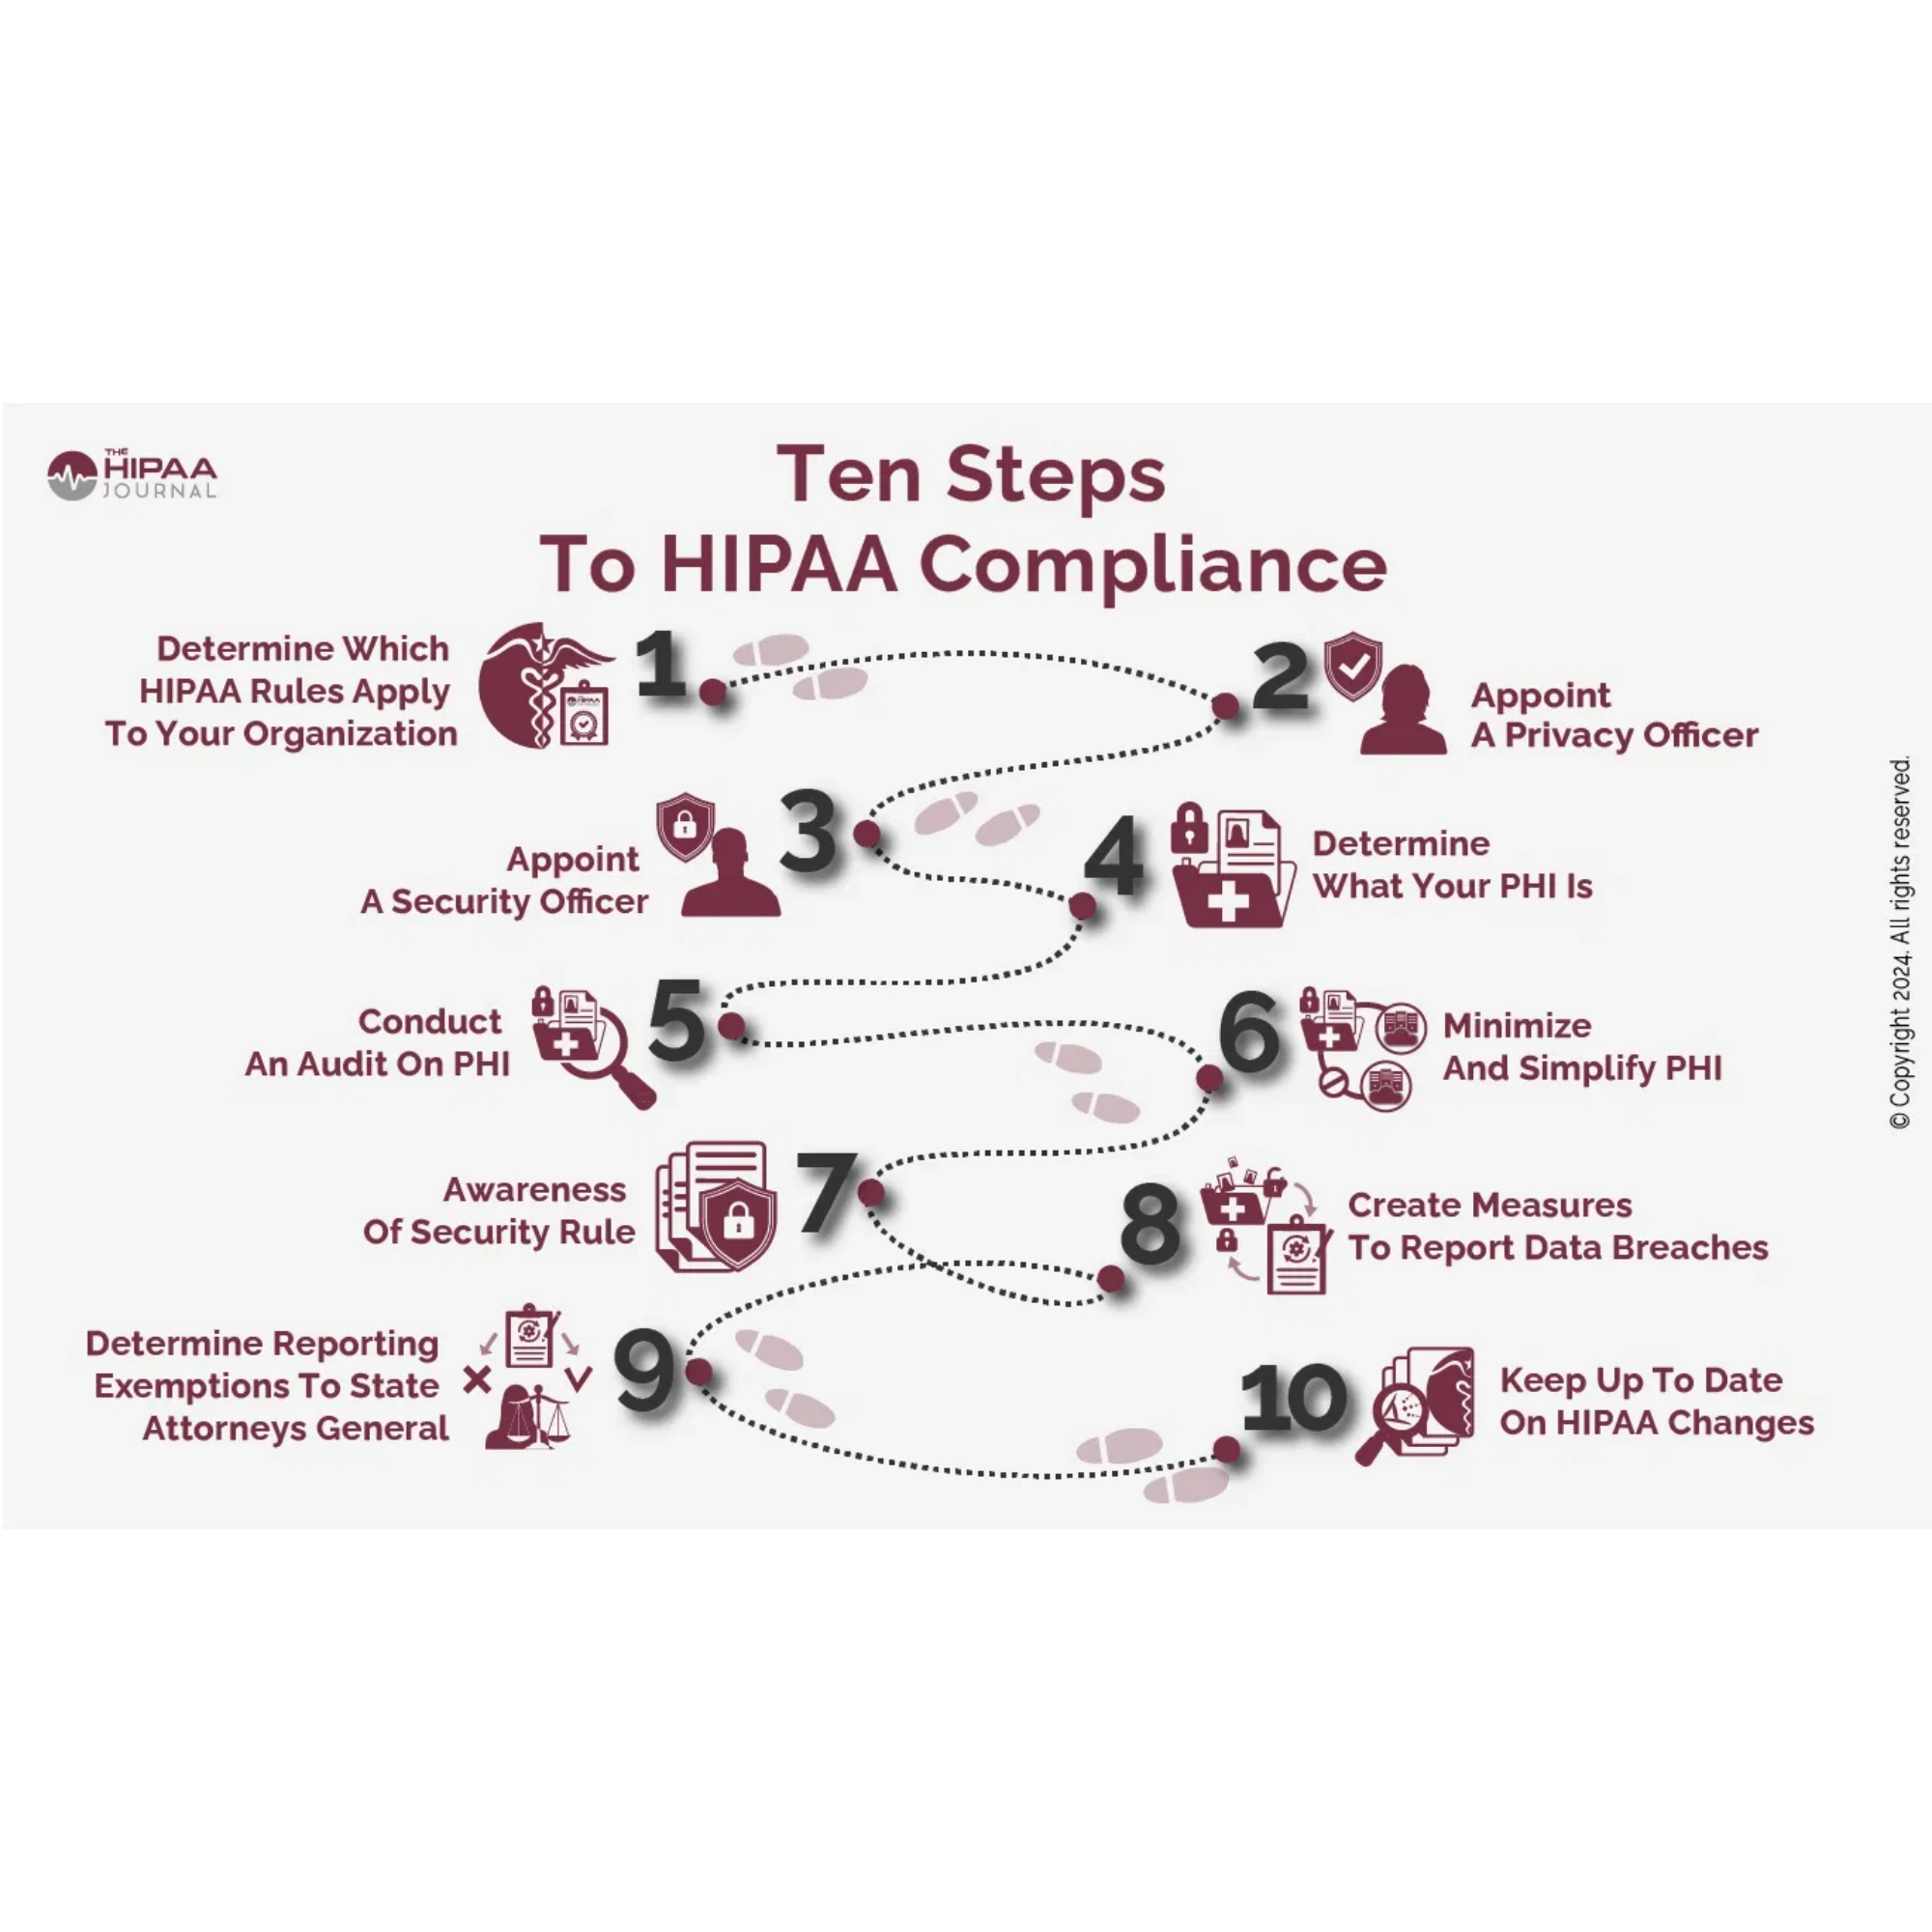 THE
HIPAA
JOURNAL
Ten Steps
To HIPAA Compliance
Determine Which
HIPAA Rules Apply
To Your Organization
1
2
Appoint
A Privacy Officer
Appoint
A Security Officer
3
4
Determine
What Your PHI Is
Conduct
An Audit On PHI
5
6
Minimize
And Simplify PHI
Awareness
Of Security Rule
7
8
Create Measures
To Report Data Breaches
Determine Reporting
Exemptions To State
Attorneys General
9
10
Keep Up To Date
On HIPAA Changes
© Copyright 2024. All rights reserved.